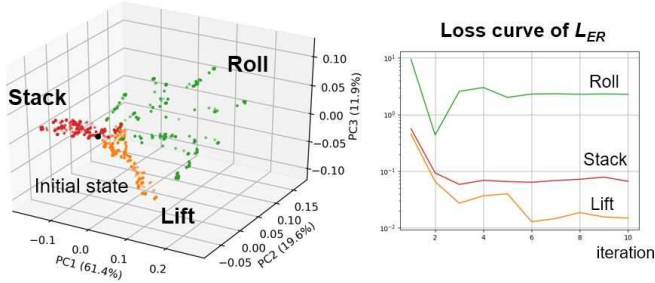 Roll
Stack
Initial state
Lift
0.10
0.05
0.00
-0.05
-0.10
PC3 (11.9%)
-0.1
0.0
0.1
0.2
PC1 (61.4%)
-0.05
0.00
0.05
0.10
0.15
PC2 (19.6%)
Loss curve of L_ER
10¹
10⁰
10⁻¹
10⁻²
Roll
Stack
Lift
2 4 6 8 10
iteration